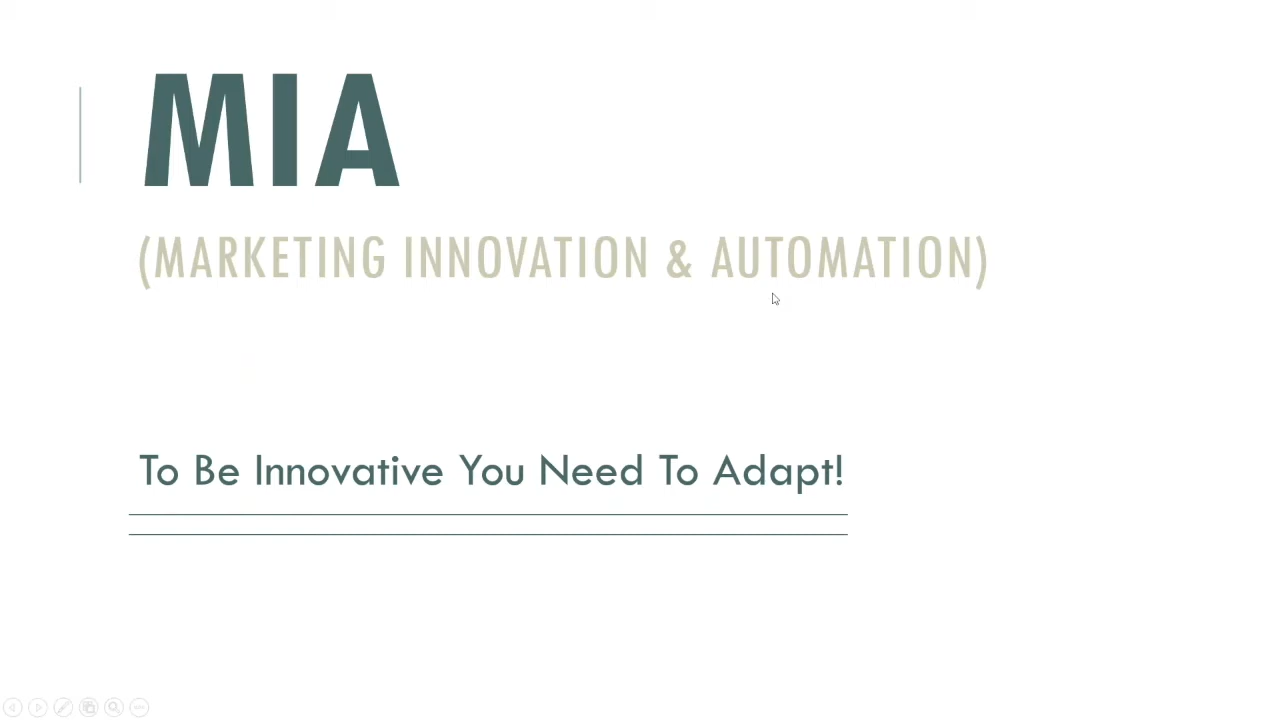 MIA
(MARKETING INNOVATION & AUTOMATION)
To Be Innovative You Need To Adapt!